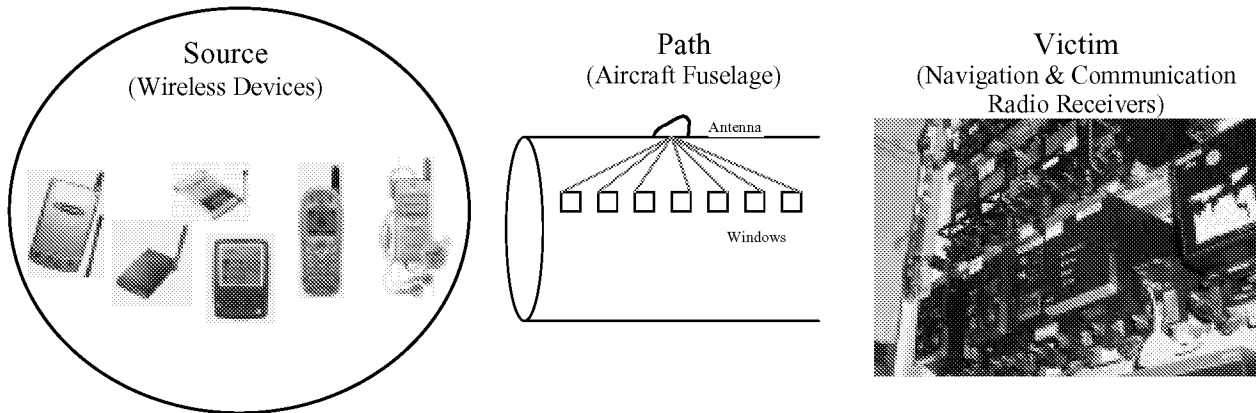 Source
(Wireless Devices)
Path
(Aircraft Fuselage)
Antenna
Windows
Victim
(Navigation & Communication
Radio Receivers)